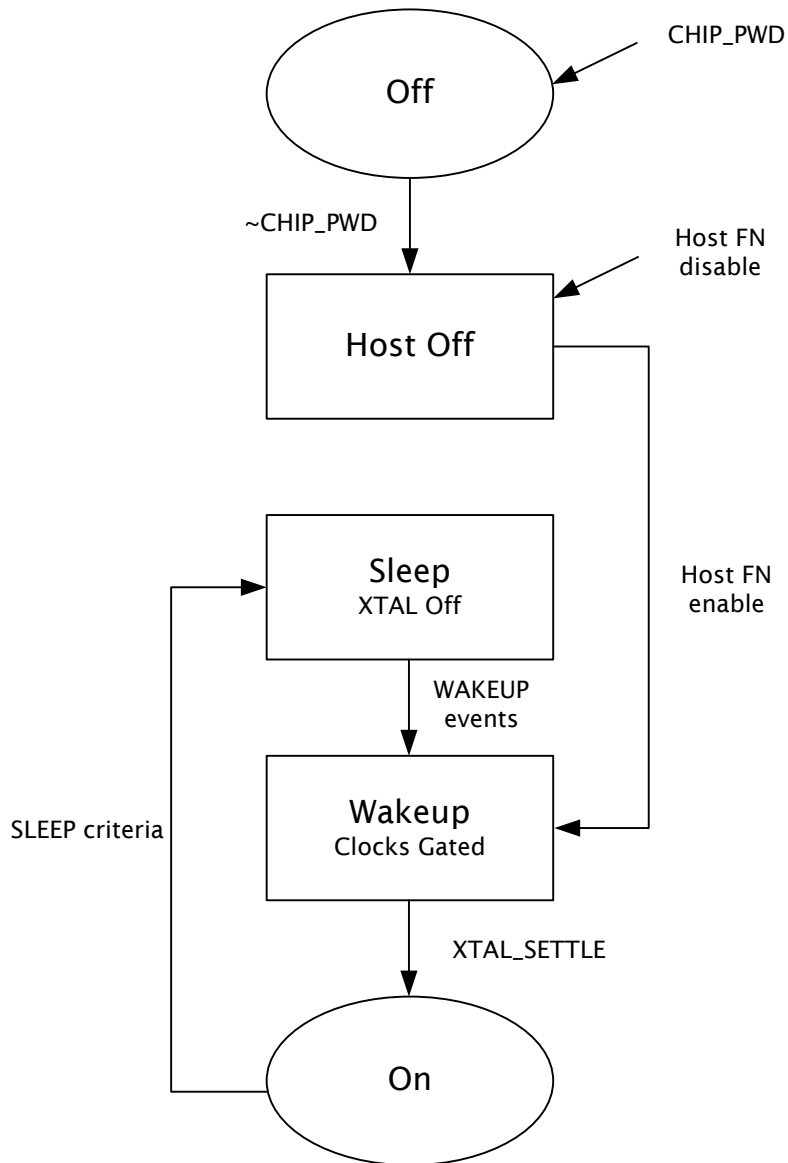 CHIP_PWD
Off
~CHIP_PWD
Host FN
disable
Host Off
Sleep
XTAL Off
Host FN
enable
WAKEUP
events
Wakeup
Clocks Gated
SLEEP criteria
XTAL_SETTLE
On